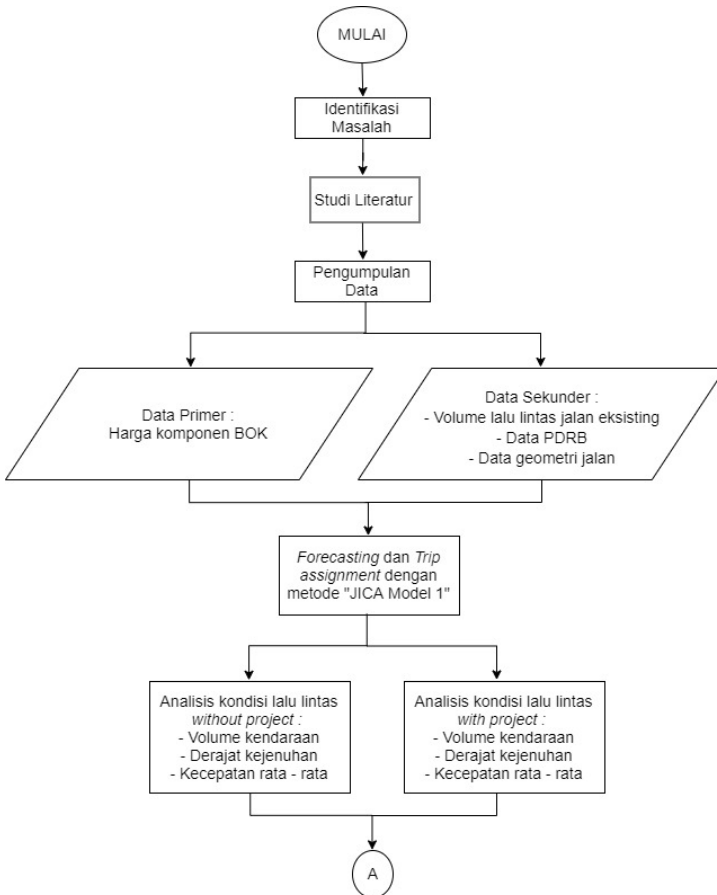 MULAI
Identifikasi
Masalah
Studi Literatur
Pengumpulan
Data
Data Primer :
Harga komponen BOK
Data Sekunder :
- Volume lalu lintas jalan eksisting
- Data PDRB
- Data geometri jalan
Forecasting dan Trip
assignment dengan
metode "JICA Model 1"
Analisis kondisi lalu lintas
without project :
- Volume kendaraan
- Derajat kejenuhan
- Kecepatan rata - rata
Analisis kondisi lalu lintas
with project :
- Volume kendaraan
- Derajat kejenuhan
- Kecepatan rata - rata
A